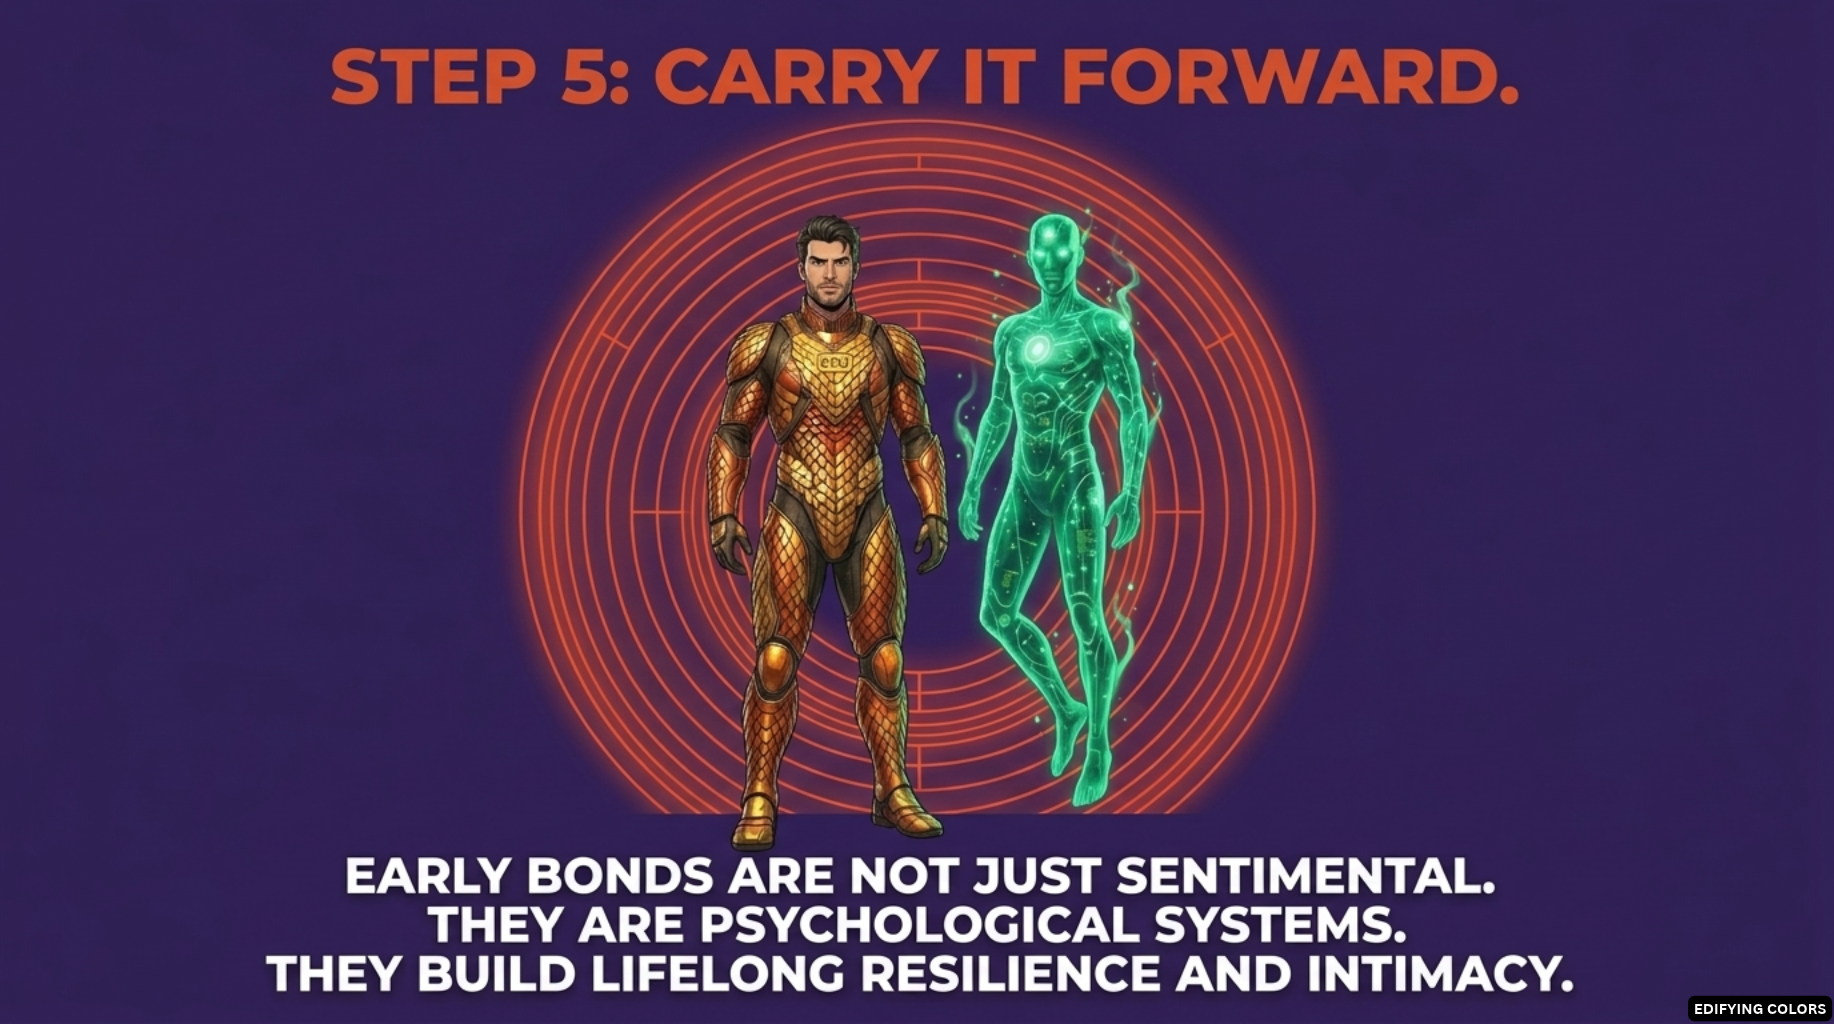 STEP 5: CARRY IT FORWARD.
EARLY BONDS ARE NOT JUST SENTIMENTAL.
THEY ARE PSYCHOLOGICAL SYSTEMS.
THEY BUILD LIFELONG RESILIENCE AND INTIMACY.
EDIFYING COLORS